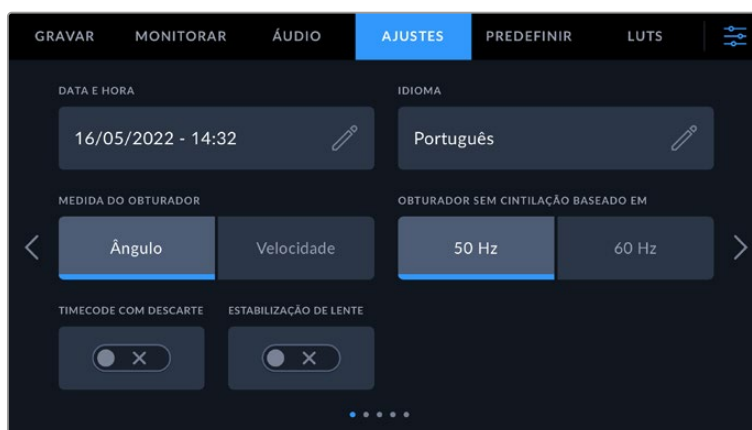 GRAVAR MONITORAR ÁUDIO AJUSTES PREDEFINIR LUTS
DATA E HORA IDIOMA
16/05/2022 - 14:32 Português
MEDIDA DO OBTURADOR OBTURADOR SEM CINTILAÇÃO BASEADO EM
Ângulo Velocidade 50 Hz 60 Hz
TIMECODE COM DESCARTE ESTABILIZAÇÃO DE LENTE